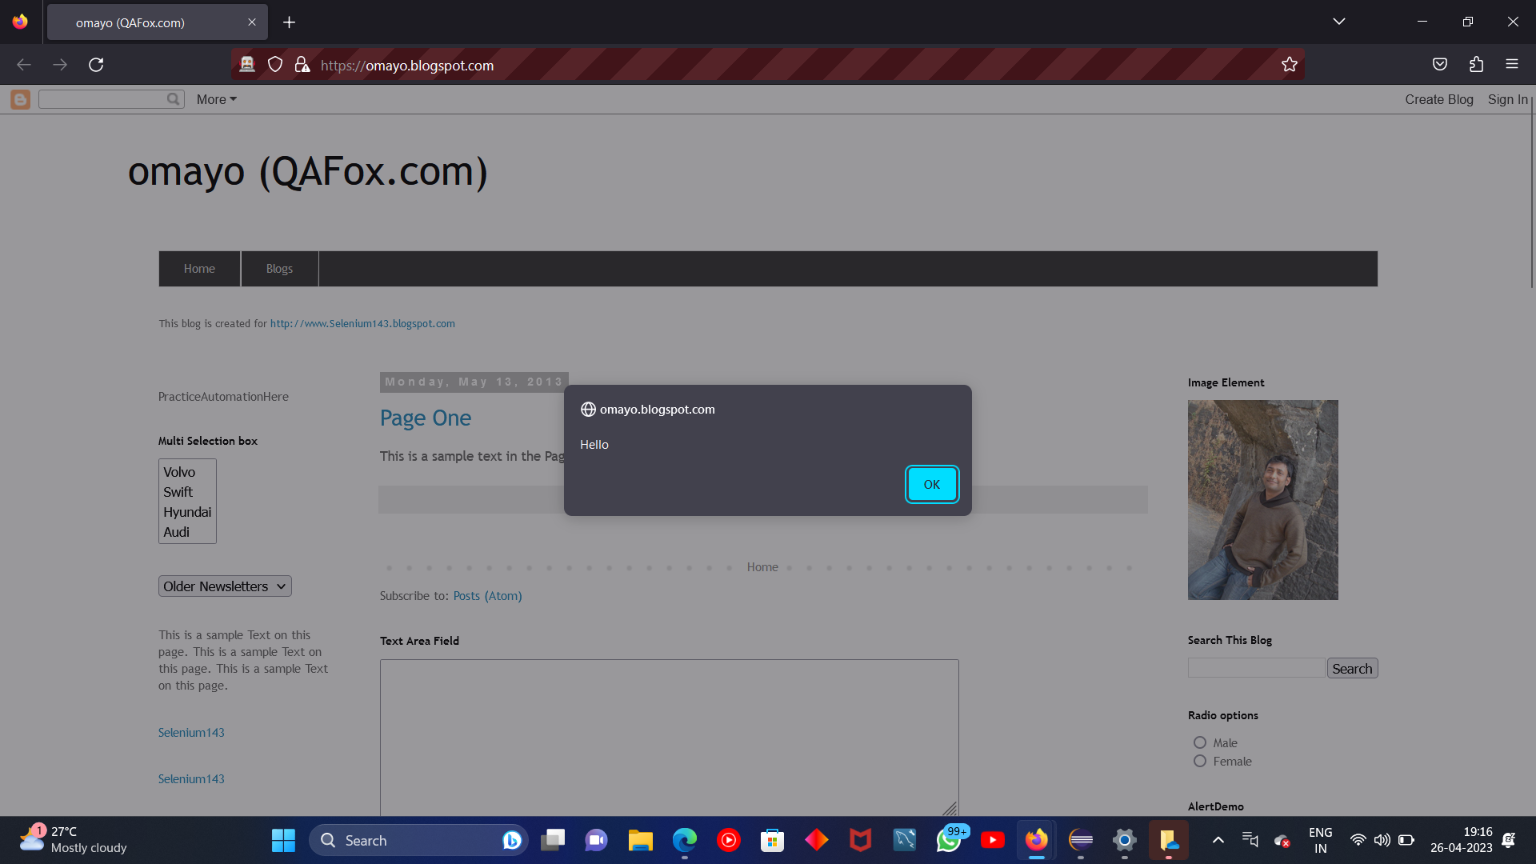 omayo (QAFox.com)
https://omayo.blogspot.com
More
Create Blog
Sign In
omayo (QAFox.com)
Home
Blogs
This blog is created for http://www.Selenium143.blogspot.com
PracticeAutomationHere
Multi Selection box
Volvo
Swift
Hyundai
Audi
Older Newsletters
This is a sample Text on this
page. This is a sample Text on
this page. This is a sample Text
on this page.
Selenium143
Selenium143
Monday, May 13, 2013
Page One
This is a sample text in the Pag
omayo.blogspot.com
Hello
OK
Home
Subscribe to: Posts (Atom)
Text Area Field
Image Element
Search This Blog
Search
Radio options
Male
Female
AlertDemo
1
27°C
Mostly cloudy
Search
99+
ENG
IN
19:16
26-04-2023